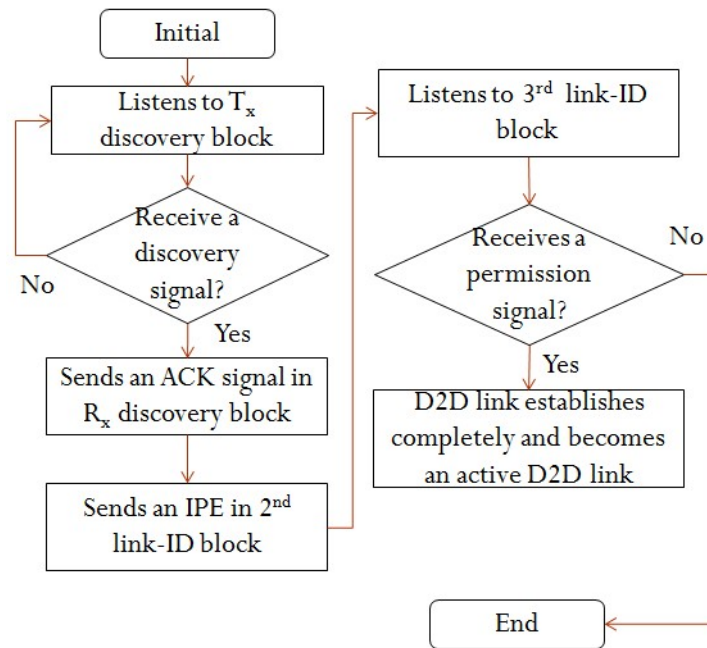 Initial
Listens to Tx
discovery block
Receive a
discovery
signal?
No
Yes
Sends an ACK signal in
Rx discovery block
Sends an IPE in 2nd
link-ID block
Listens to 3rd link-ID
block
Receives a
permission
signal?
No
Yes
D2D link establishes
completely and becomes
an active D2D link
End